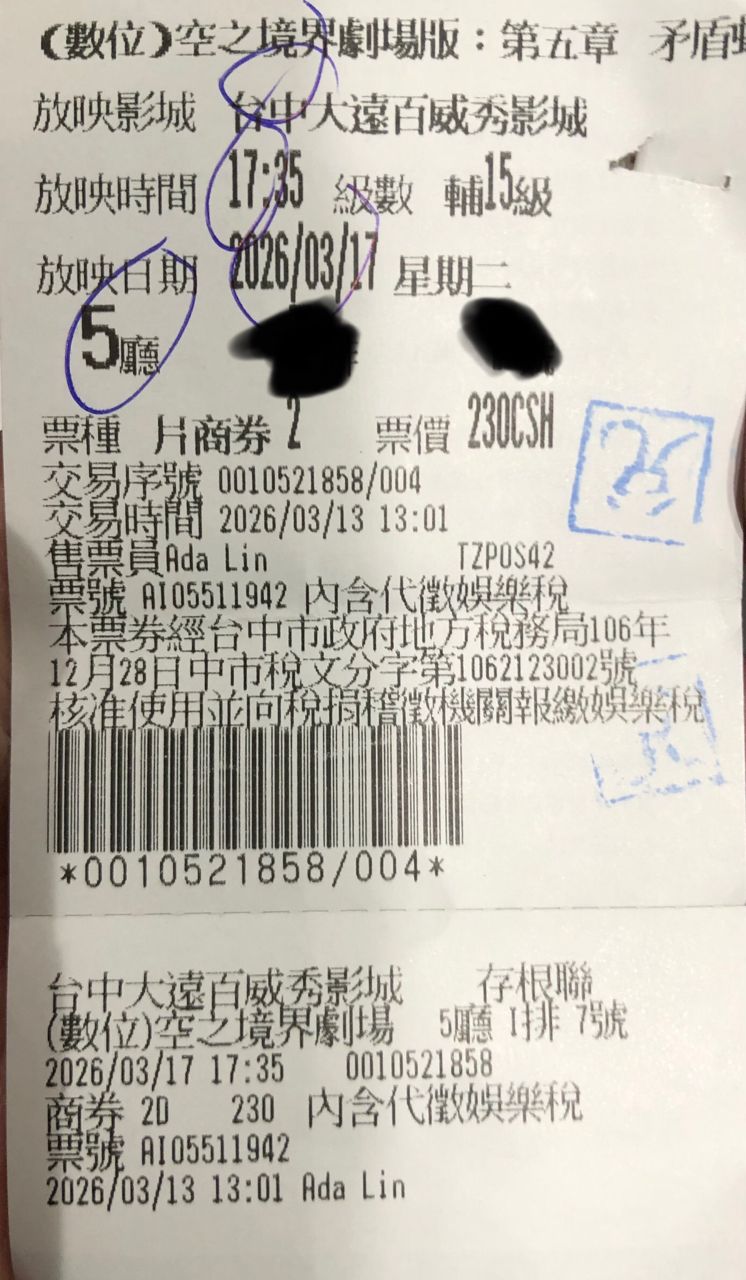 (數位)空之境界劇場版：第五章 矛盾
放映影城 台中大遠百威秀影城
放映時間 17:35 級數 輔15級
放映日期 2026/03/17 星期二
5廳
票種 片商券 2 票價 230CSH
交易序號 0010521858/004
交易時間 2026/03/13 13:01
售票員Ada Lin TZPOS42
票號 AI05511942 內含代徵娛樂稅
本票券經台中市政府地方稅務局106年
12月28日中市稅文分字第1062123002號
核准使用並向稅捐稽徵機關報繳娛樂稅
*0010521858/004*
台中大遠百威秀影城 存根聯
(數位)空之境界劇場 5廳 I排 7號
2026/03/17 17:35 0010521858
商券 2D 230 內含代徵娛樂稅
票號 AI05511942
2026/03/13 13:01 Ada Lin